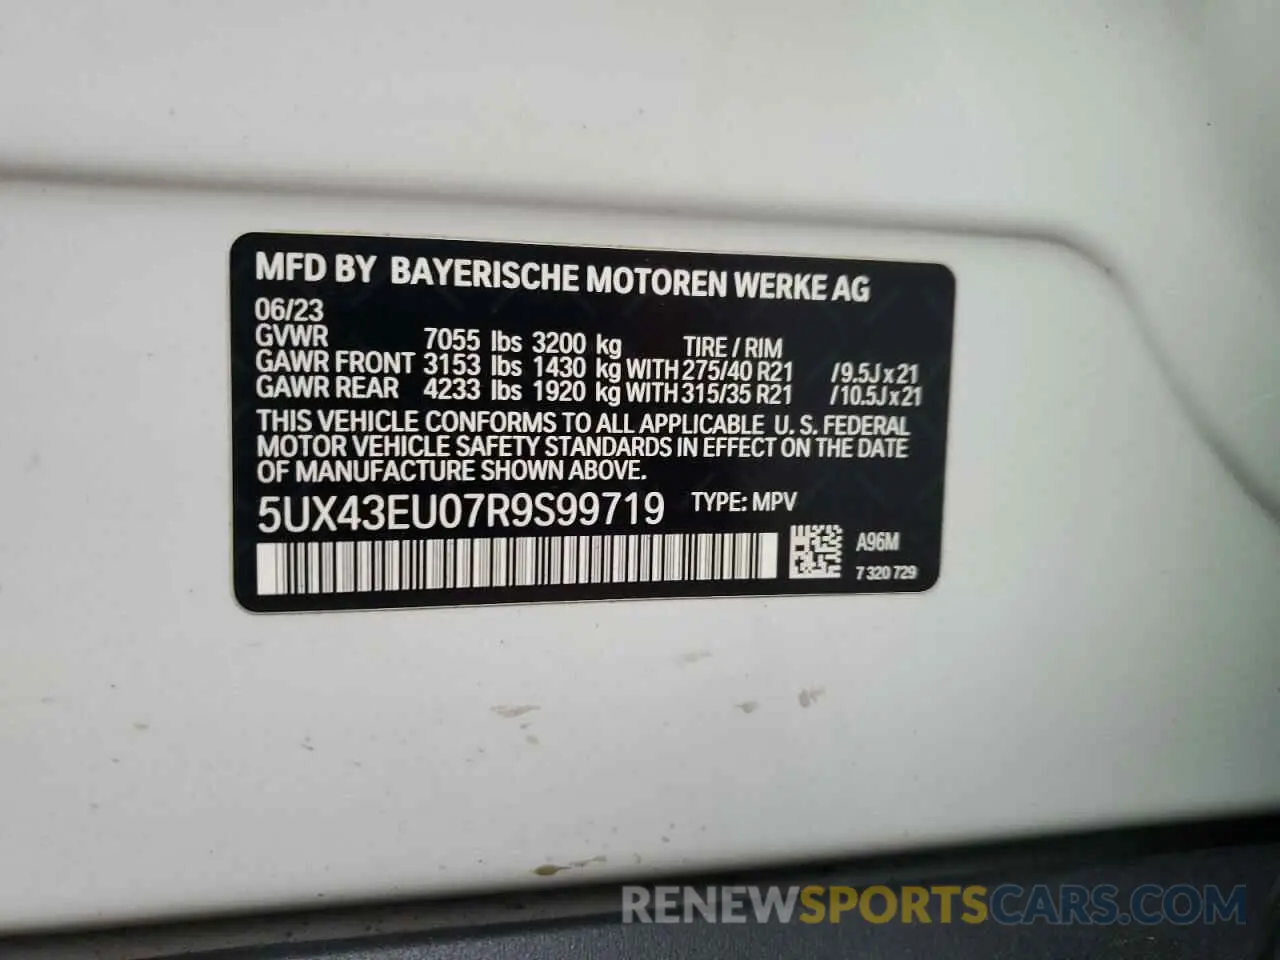 MFD BY BAYERISCHE MOTOREN WERKE AG
06/23
GVWR 7055 lbs 3200 kg TIRE / RIM
GAWR FRONT 3153 lbs 1430 kg WITH 275/40 R21 /9.5J x 21
GAWR REAR 4233 lbs 1920 kg WITH 315/35 R21 /10.5J x 21
THIS VEHICLE CONFORMS TO ALL APPLICABLE U. S. FEDERAL
MOTOR VEHICLE SAFETY STANDARDS IN EFFECT ON THE DATE
OF MANUFACTURE SHOWN ABOVE.
5UX43EU07R9S99719 TYPE: MPV
A96M
7 320 729
RENEWSPORTSCARS.COM